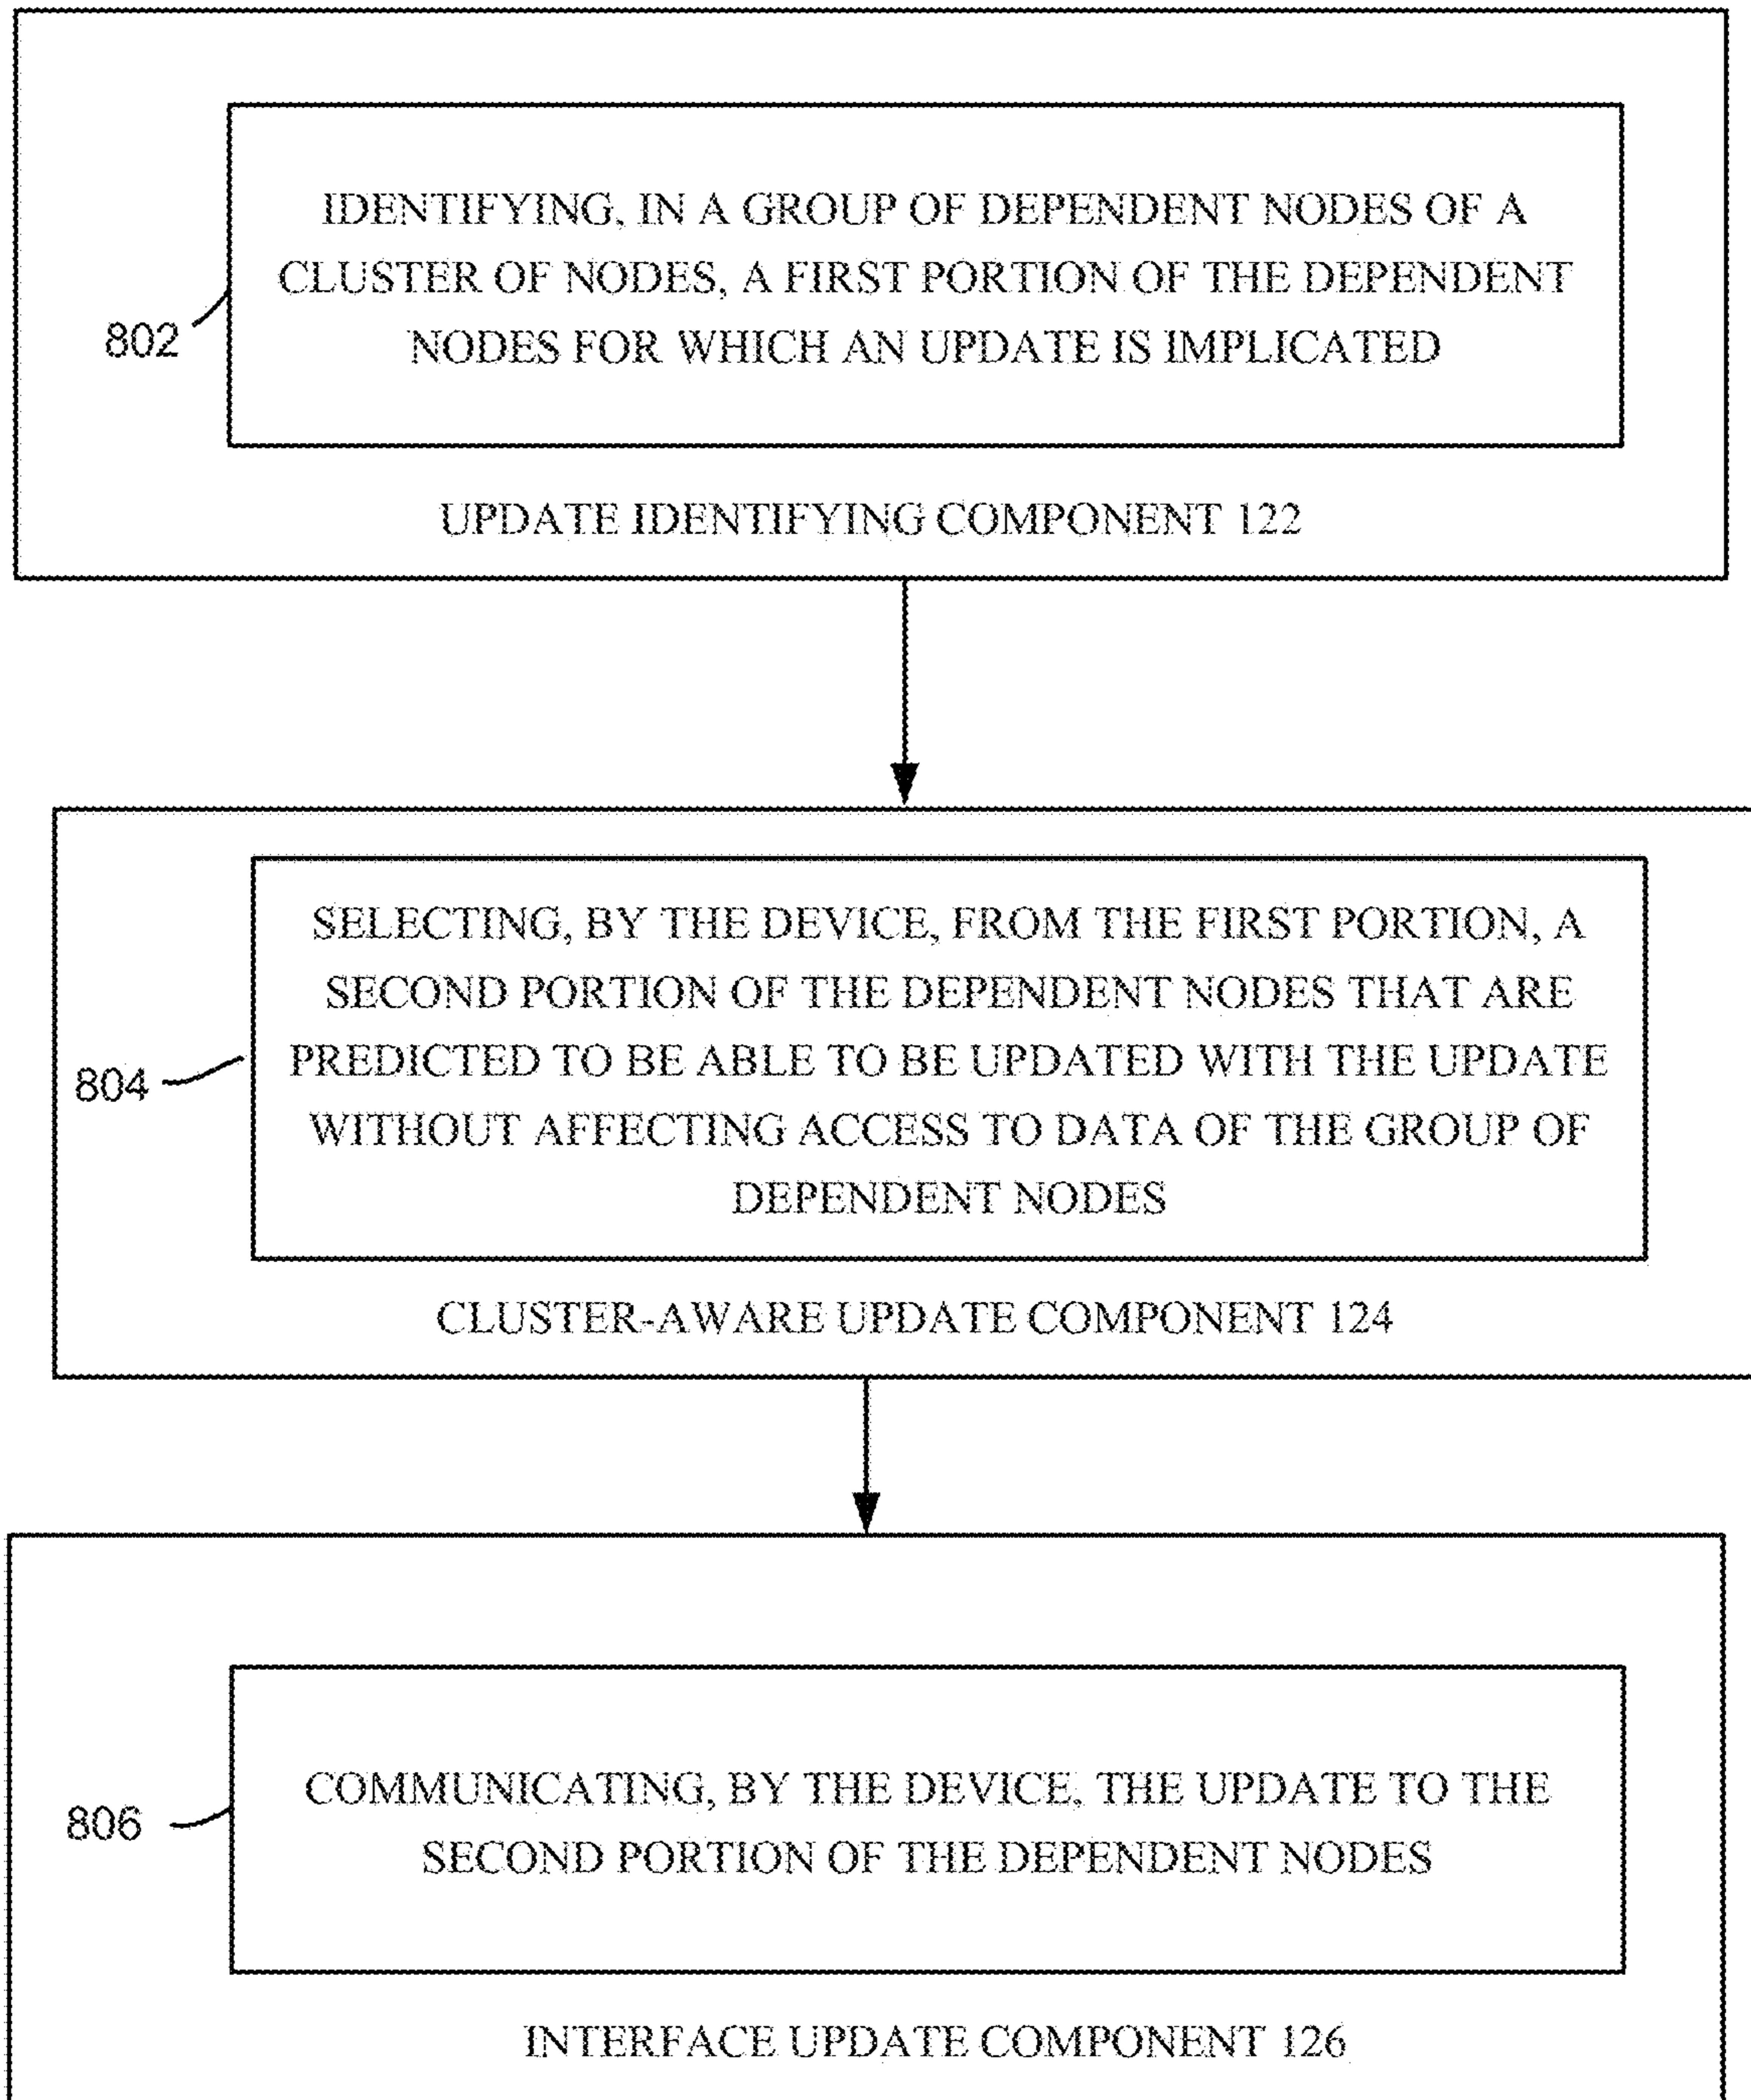 IDENTIFYING, IN A GROUP OF DEPENDENT NODES OF A
CLUSTER OF NODES, A FIRST PORTION OF THE DEPENDENT
NODES FOR WHICH AN UPDATE IS IMPLICATED
802
UPDATE IDENTIFYING COMPONENT 122
SELECTING, BY THE DEVICE, FROM THE FIRST PORTION, A
SECOND PORTION OF THE DEPENDENT NODES THAT ARE
PREDICTED TO BE ABLE TO BE UPDATED WITH THE UPDATE
WITHOUT AFFECTING ACCESS TO DATA OF THE GROUP OF
DEPENDENT NODES
804
CLUSTER-AWARE UPDATE COMPONENT 124
COMMUNICATING, BY THE DEVICE, THE UPDATE TO THE
SECOND PORTION OF THE DEPENDENT NODES
806
INTERFACE UPDATE COMPONENT 126